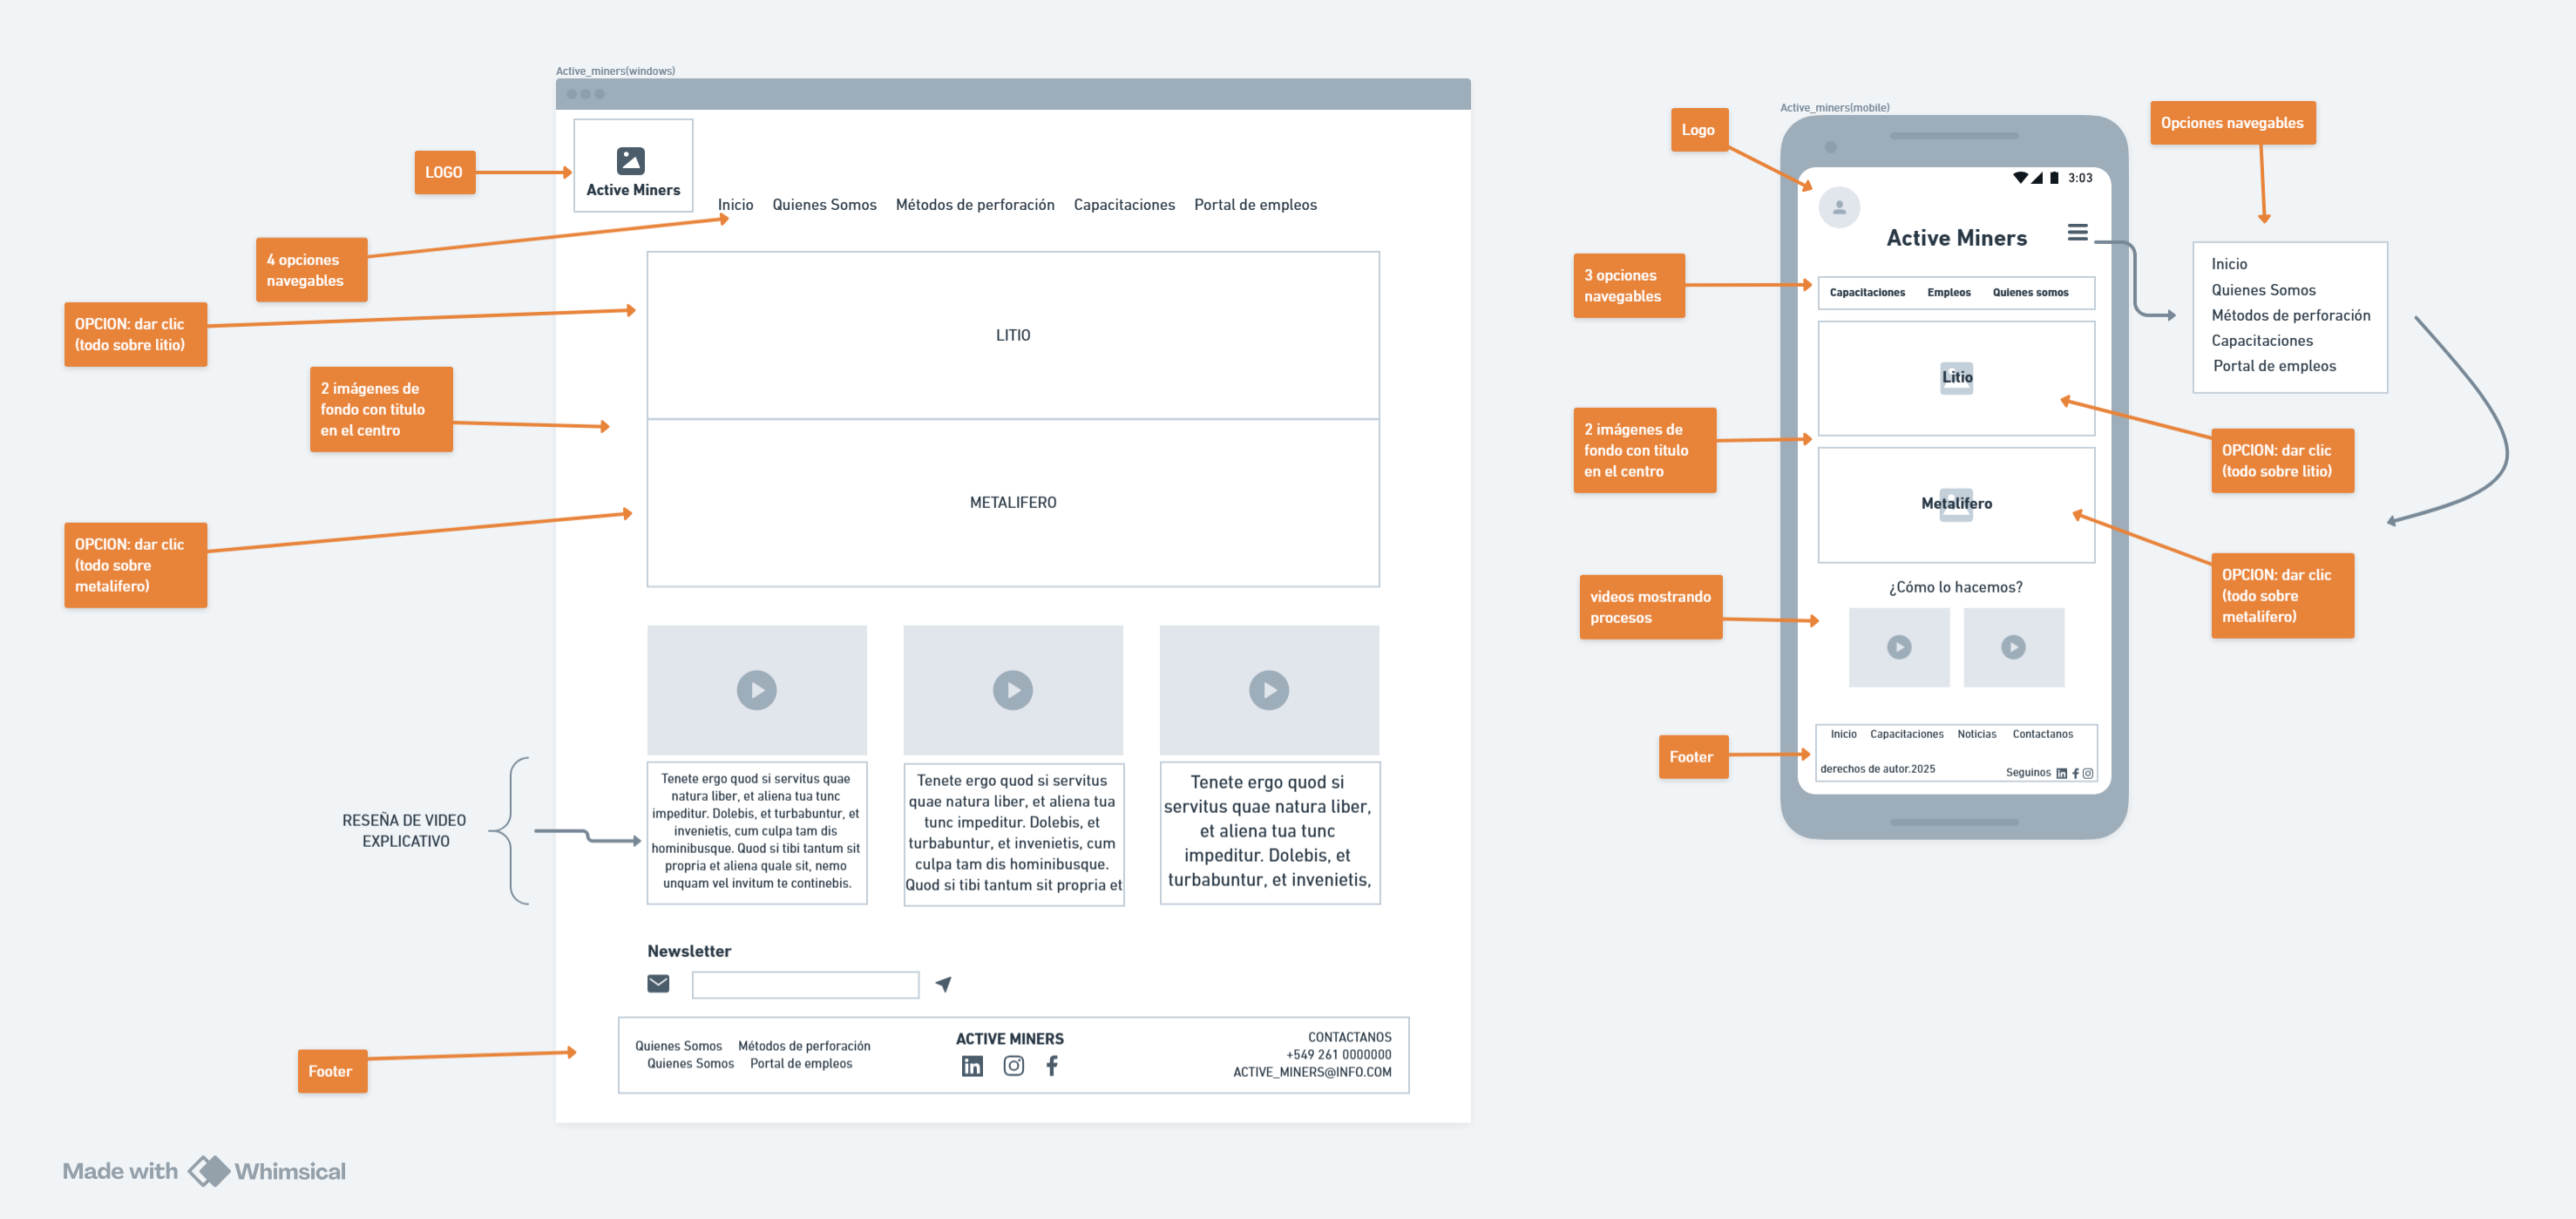 Active_miners(windows)
LOGO
Active Miners
Inicio Quienes Somos Métodos de perforación Capacitaciones Portal de empleos
4 opciones
navegables
OPCION: dar clic
(todo sobre litio)
LITIO
2 imágenes de
fondo con titulo
en el centro
METALIFERO
OPCION: dar clic
(todo sobre
metalifero)
RESEÑA DE VIDEO
EXPLICATIVO
Tenete ergo quod si servitus quae
natura liber, et aliena tua tunc
impeditur. Dolebis, et turbabuntur, et
invenietis, cum culpa tam dis
hominibusque. Quod si tibi tantum sit
propria et aliena quale sit, nemo
unquam vel invitum te continebis.
Tenete ergo quod si servitus
quae natura liber, et aliena tua
tunc impeditur. Dolebis, et
turbabuntur, et invenietis, cum
culpa tam dis hominibusque.
Quod si tibi tantum sit propria et
Tenete ergo quod si
servitus quae natura liber,
et aliena tua tunc
impeditur. Dolebis, et
turbabuntur, et invenietis,
Newsletter
Footer
Quienes Somos Métodos de perforación
Quienes Somos Portal de empleos
ACTIVE MINERS
in
CONTACTANOS
+549 261 0000000
ACTIVE_MINERS@INFO.COM
Active_miners(mobile)
Logo
3:03
Active Miners
Opciones navegables
Inicio
Quienes Somos
Métodos de perforación
Capacitaciones
Portal de empleos
3 opciones
navegables
Capacitaciones Empleos Quienes somos
Litio
2 imágenes de
fondo con titulo
en el centro
OPCION: dar clic
(todo sobre litio)
Metalifero
OPCION: dar clic
(todo sobre
metalifero)
¿Cómo lo hacemos?
videos mostrando
procesos
Footer
Inicio Capacitaciones Noticias Contactanos
derechos de autor.2025
Seguinos in
Made with Whimsical